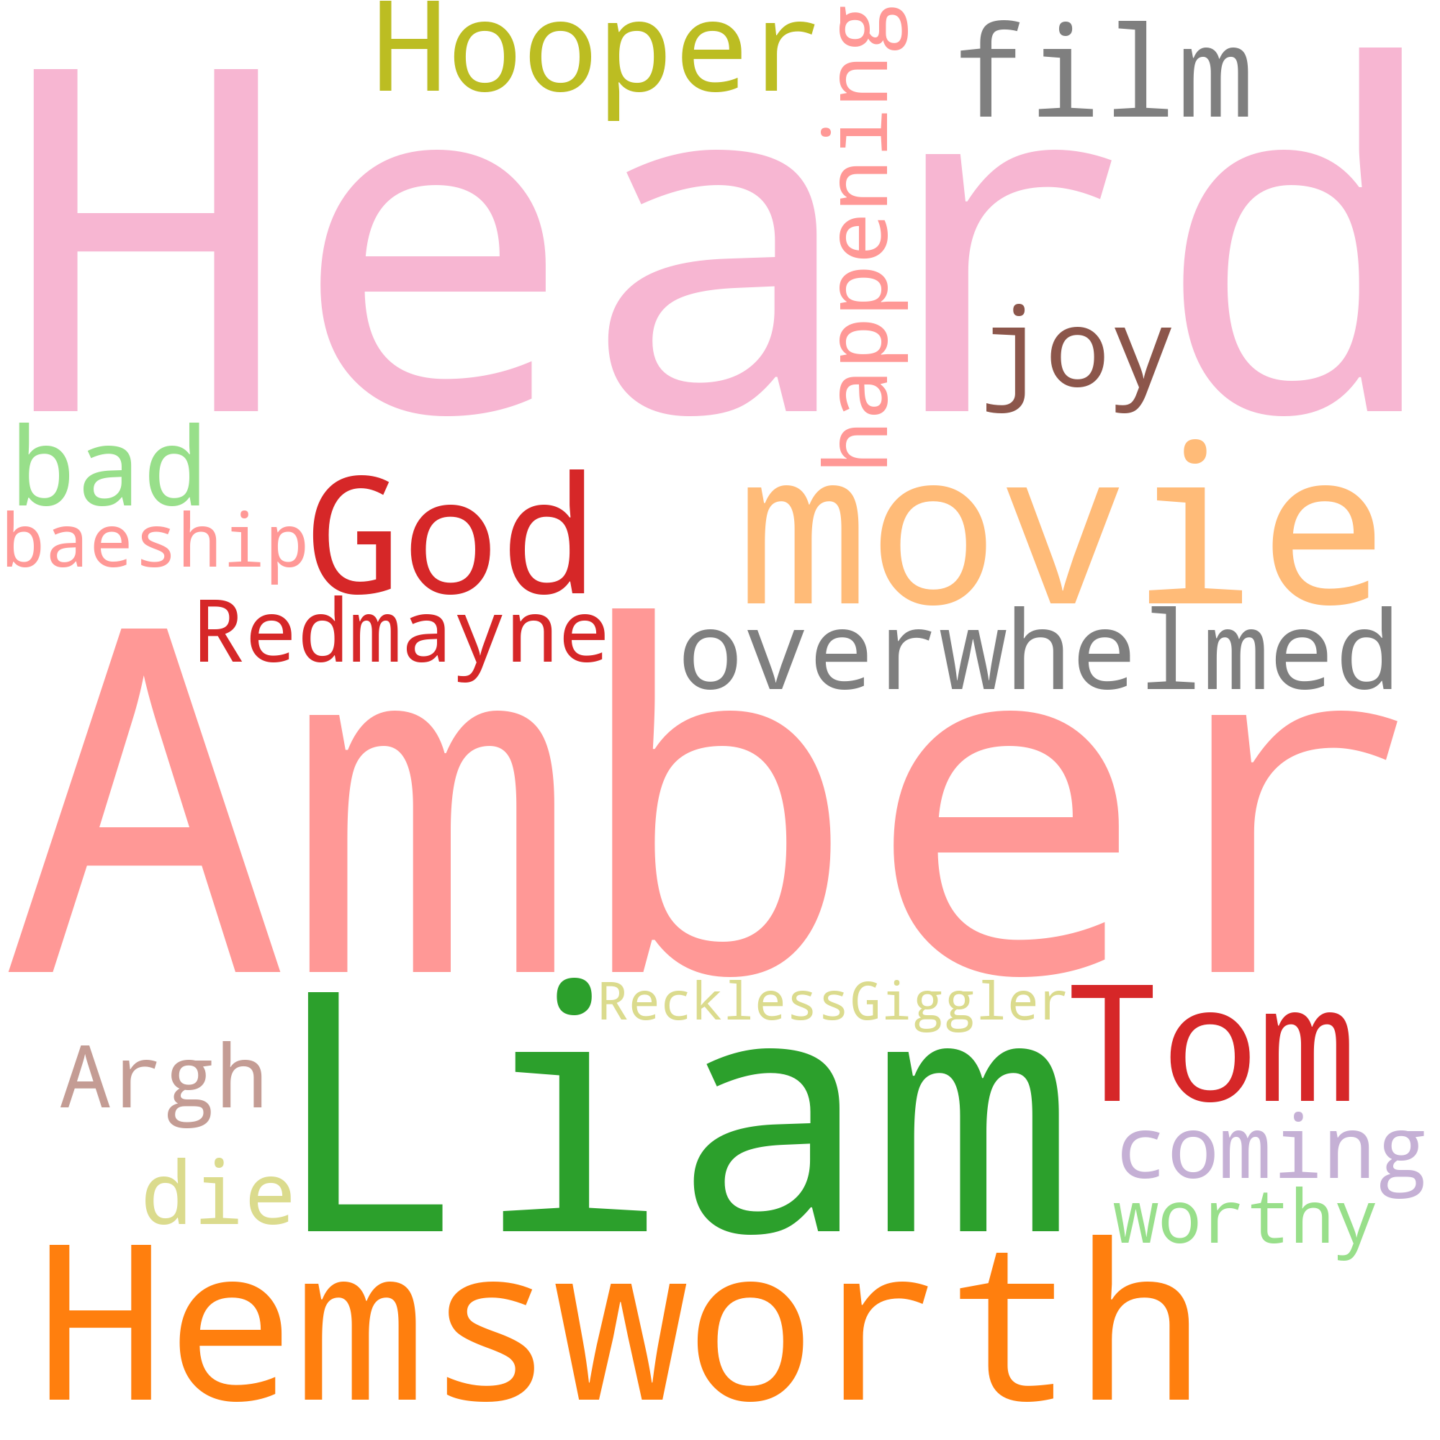 Hooper
film
happening
Heard
joy
bad
God
movie
baeship
Redmayne
overwhelmed
Amber
RecklessGiggler
Liam
Tom
Argh
coming
die
worthy
Hemsworth